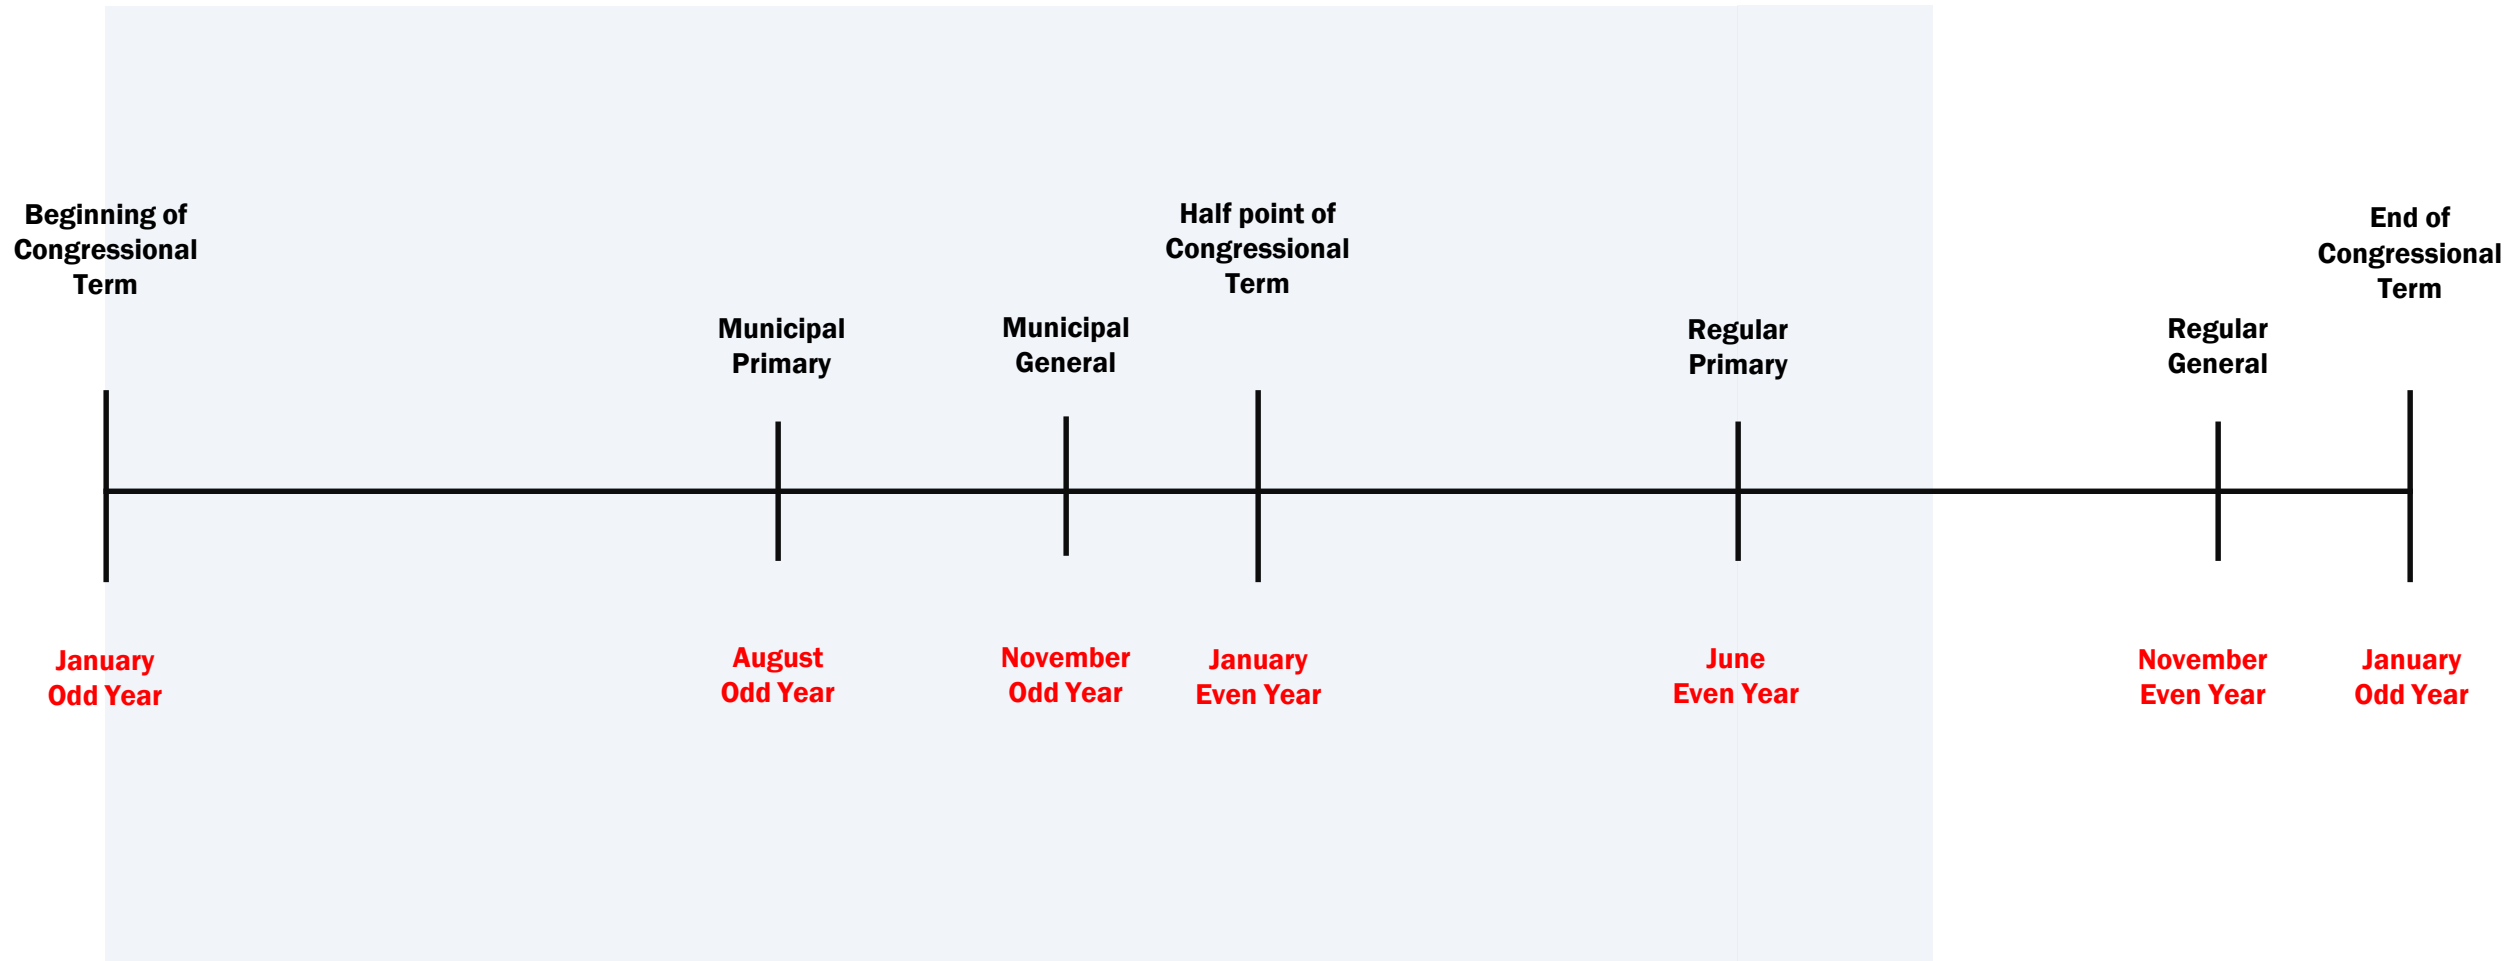 Beginning of
Congressional
Term
Municipal
Primary
Municipal
General
Half point of
Congressional
Term
Regular
Primary
Regular
General
End of
Congressional
Term
January
Odd Year
August
Odd Year
November
Odd Year
January
Even Year
June
Even Year
November
Even Year
January
Odd Year